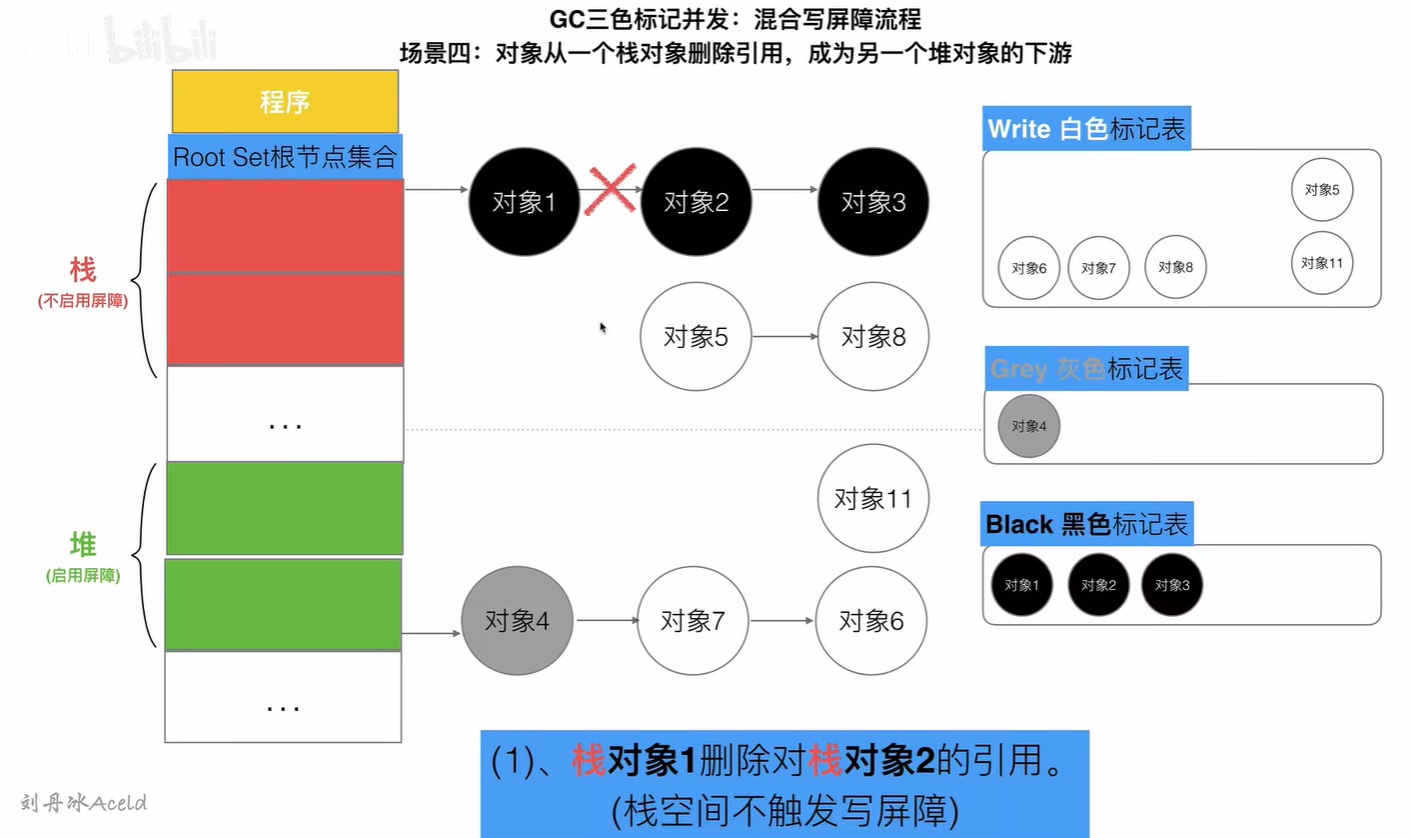 GC三色标记并发：混合写屏障流程
场景四：对象从一个栈对象删除引用，成为另一个堆对象的下游
bilibili
程序
Root Set根节点集合
栈
(不启用屏障)
...
堆
(启用屏障)
...
对象1
对象2
对象3
对象5
对象8
对象11
对象4
对象7
对象6
Write 白色标记表
对象5
对象6
对象7
对象8
对象11
Grey 灰色标记表
对象4
Black 黑色标记表
对象1
对象2
对象3
(1)、栈对象1删除对栈对象2的引用。
(栈空间不触发写屏障)
刘丹冰Aceld